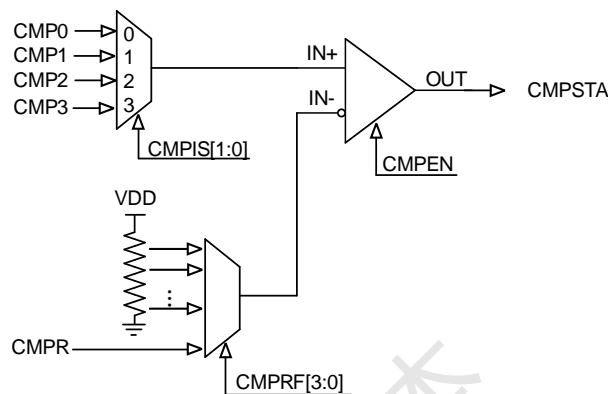 CMP0
CMP1
CMP2
CMP3
0
1
2
3
CMPIS[1:0]
IN+
IN-
OUT
CMPSTA
CMPEN
VDD
CMPR
CMPRF[3:0]